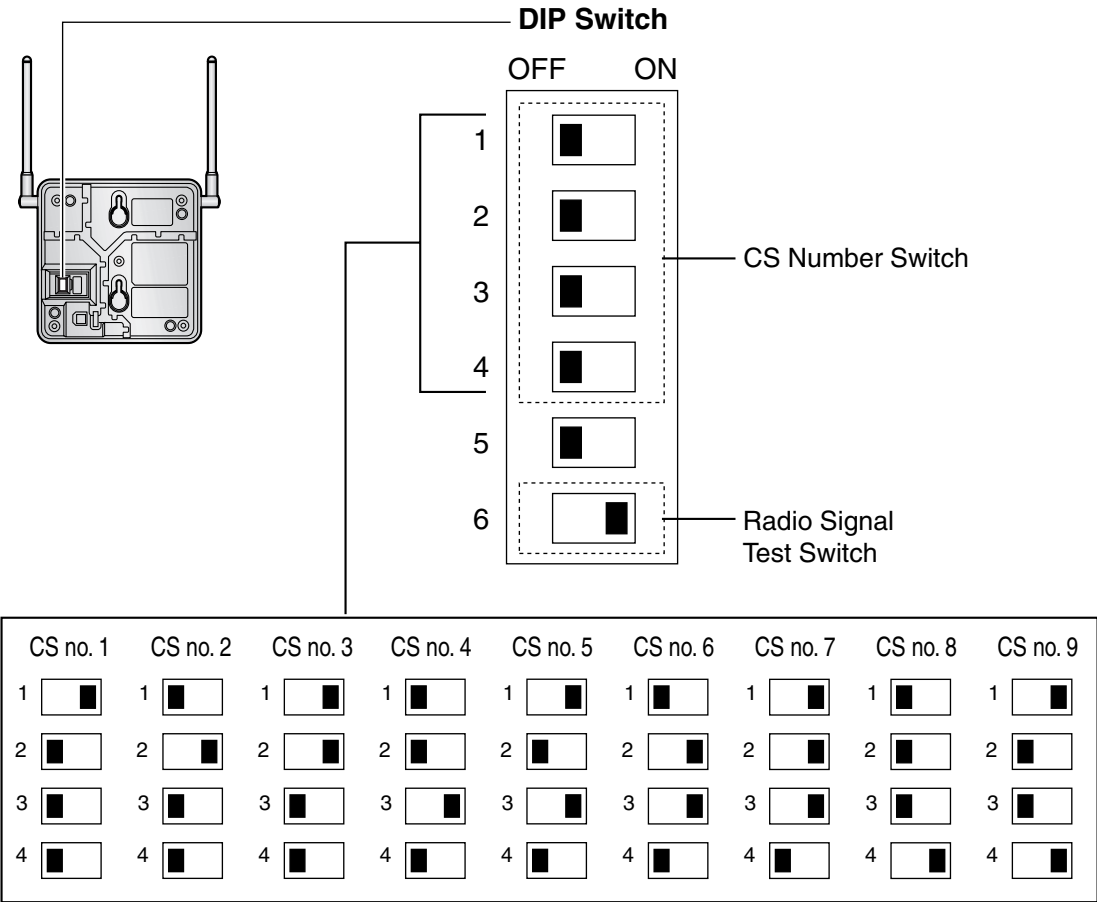 DIP Switch
OFF ON
1
2
3
4
5
6
CS Number Switch
Radio Signal
Test Switch
CS no. 1 CS no. 2 CS no. 3 CS no. 4 CS no. 5 CS no. 6 CS no. 7 CS no. 8 CS no. 9
1 1 1 1 1 1 1 1 1
2 2 2 2 2 2 2 2 2
3 3 3 3 3 3 3 3 3
4 4 4 4 4 4 4 4 4